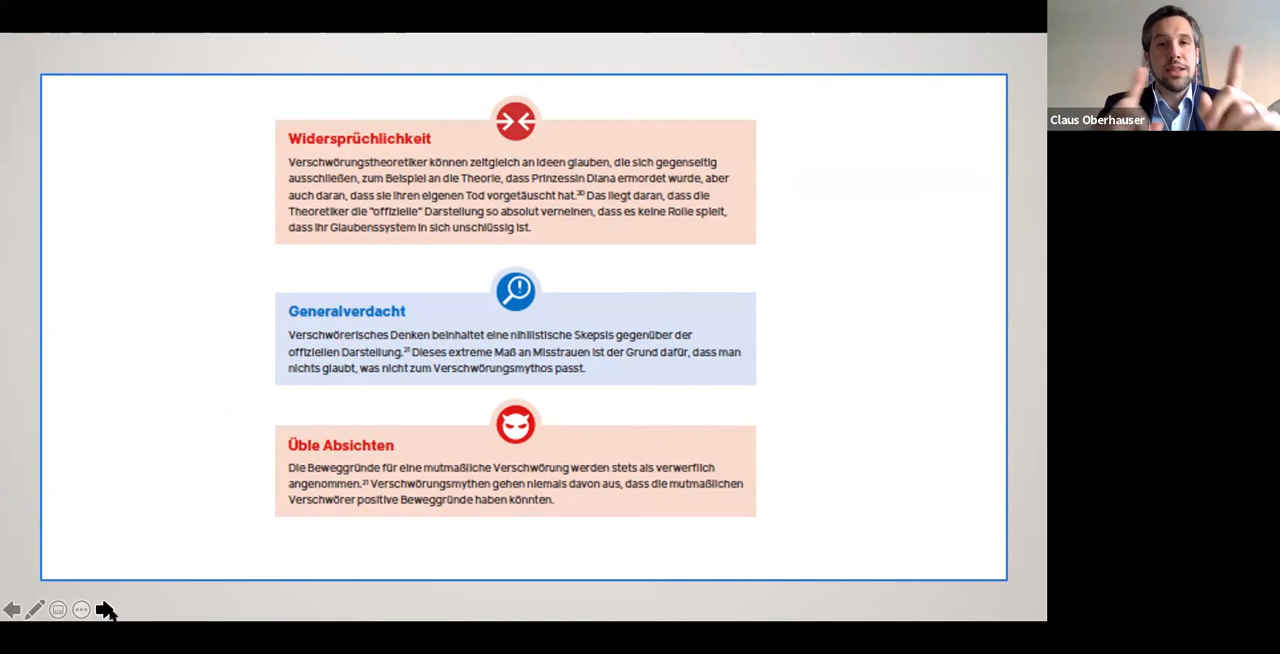 Widersprüchlichkeit
Verschwörungstheoretiker können zeitgleich an Ideen glauben, die sich gegenseitig
ausschließen, zum Beispiel an die Theorie, dass Prinzessin Diana ermordet wurde, aber
auch daran, dass sie ihren eigenen Tod vorgetäuscht hat.30 Das liegt daran, dass die
Theoretiker die "offizielle" Darstellung so absolut verneinen, dass es keine Rolle spielt,
dass ihr Glaubenssystem in sich unschlüssig ist.
Generalverdacht
Verschwörerisches Denken beinhaltet eine nihilistische Skepsis gegenüber der
offiziellen Darstellung.31 Dieses extreme Maß an Misstrauen ist der Grund dafür, dass man
nichts glaubt, was nicht zum Verschwörungsmythos passt.
Üble Absichten
Die Beweggründe für eine mutmaßliche Verschwörung werden stets als verwerflich
angenommen.31 Verschwörungsmythen gehen niemals davon aus, dass die mutmaßlichen
Verschwörer positive Beweggründe haben könnten.
Claus Oberhauser